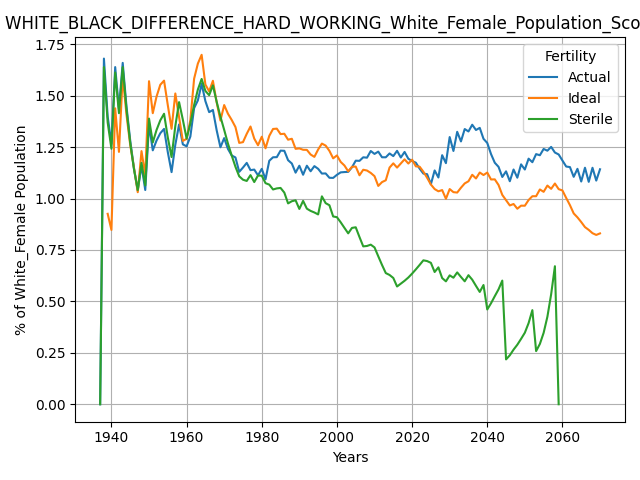 WHITE_BLACK_DIFFERENCE_HARD_WORKING_White_Female_Population_Sco
1.75
1.50
1.25
1.00
0.75
0.50
0.25
0.00
% of White_Female Population
Fertility
Actual
Ideal
Sterile
1940
1960
1980
2000
2020
2040
2060
Years